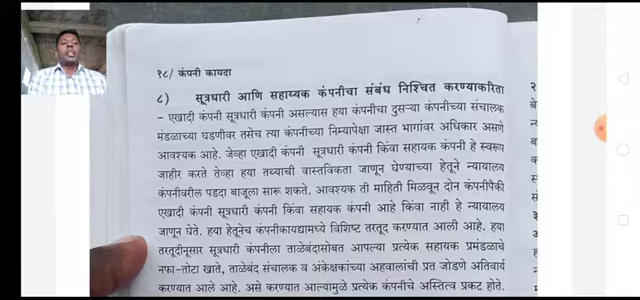 १८/ कंपनी कायदा
८) सूत्रधारी आणि सहाय्यक कंपनीचा संबंध निश्चित करण्याकरिता
- एखादी कंपनी सूत्रधारी कंपनी असल्यास हया कंपनीचा दुसऱ्या कंपनीच्या संचालक
मंडळाच्या घडणीवर तसेच त्या कंपनीच्या निम्यापेक्षा जास्त भागांवर अधिकार असणे
आवश्यक आहे. जेव्हा एखादी कंपनी सूत्रधारी कंपनी किंवा सहायक कंपनी हे स्वरूप
जाहीर करते तेव्हा हया तथ्याची वास्तविकता जाणून घेण्याच्या हेतूने न्यायालय
कंपनीवरील पडदा बाजूला सारू शकते. आवश्यक ती माहिती मिळवून दोन कंपनीपैकी
एखादी कंपनी सूत्रधारी कंपनी किंवा सहायक कंपनी आहे किंवा नाही हे न्यायालय
जाणून घेते. हया हेतूनेच कंपनीकायद्यामध्ये विशिष्ट तरतूद करण्यात आली आहे. हया
तरतूदीनुसार सूत्रधारी कंपनीला ताळेबंदासोबत आपल्या प्रत्येक सहायक प्रमंडळाचे
नफा-तोटा खाते, ताळेबंद संचालक व अंकेक्षकांच्या अहवालांची प्रत जोडणे अतिवार्य
करण्यात आले आहे. असे करण्यात आल्यामुळे प्रत्येक कंपनीचे अस्तित्व प्रकट होते.